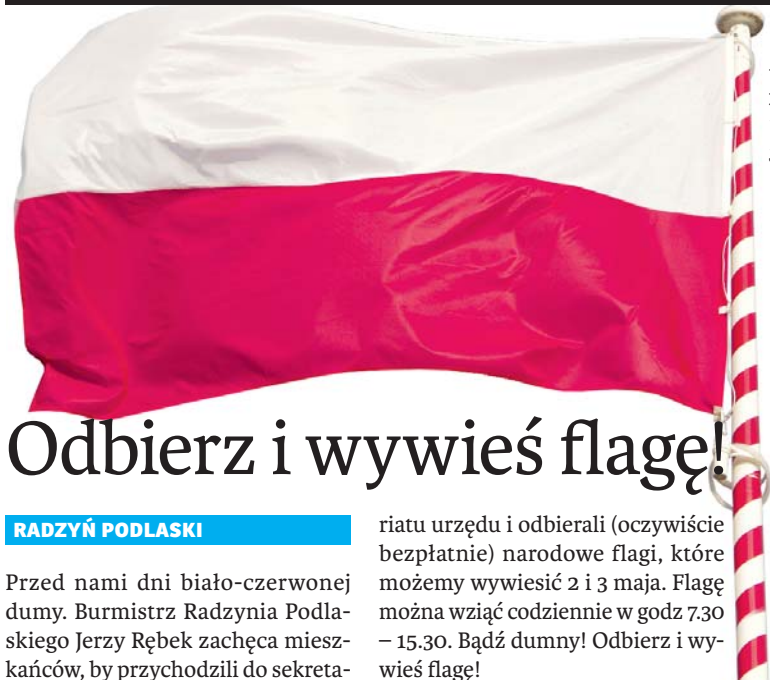 Odbierz i wywieś flagę!
RADZYŃ PODLASKI
Przed nami dni biało-czerwonej
dumy. Burmistrz Radzynia Podla-
skiego Jerzy Rębek zachęca miesz-
kańców, by przychodzili do sekreta-
riatu urzędu i odbierali (oczywiście
bezpłatnie) narodowe flagi, które
możemy wywiesić 2 i 3 maja. Flagę
można wziąć codziennie w godz 7.30
– 15.30. Bądź dumny! Odbierz i wy-
wieś flagę!